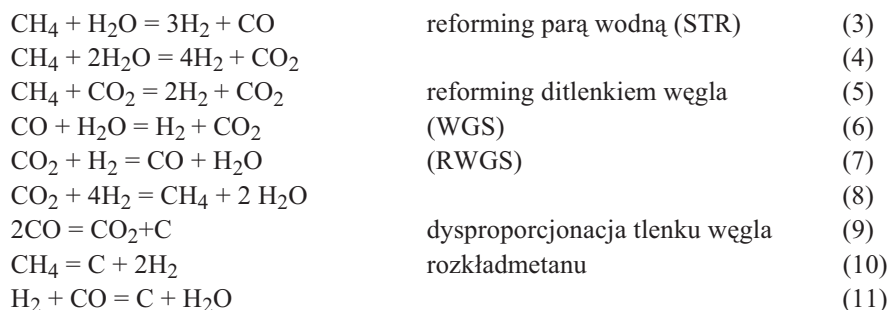 CH₄ + H₂O = 3H₂ + CO reforming parą wodną (STR) (3)
CH₄ + 2H₂O = 4H₂ + CO₂ (4)
CH₄ + CO₂ = 2H₂ + CO₂ reforming ditlenkiem węgla (5)
CO + H₂O = H₂ + CO₂ (WGS) (6)
CO₂ + H₂ = CO + H₂O (RWGS) (7)
CO₂ + 4H₂ = CH₄ + 2 H₂O (8)
2CO = CO₂+C dysproporcjonacja tlenku węgla (9)
CH₄ = C + 2H₂ rozkładmetanu (10)
H₂ + CO = C + H₂O (11)